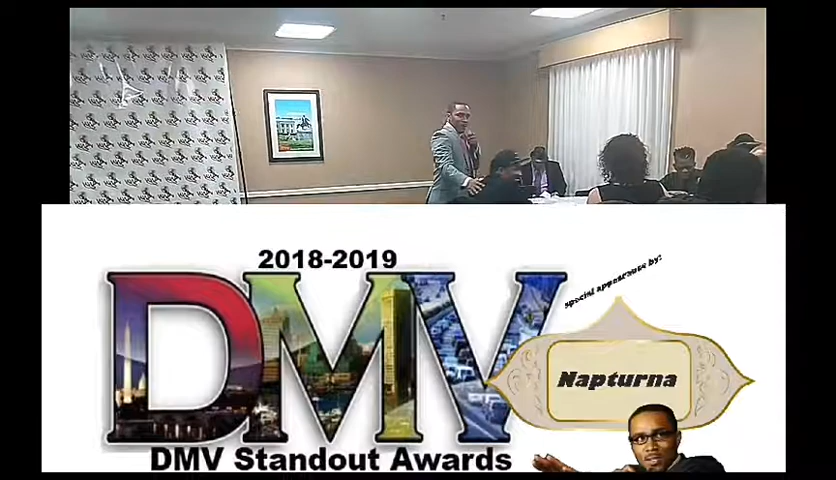 2018-2019
special appearance by:
DMV
Napturna
DMV Standout Awards